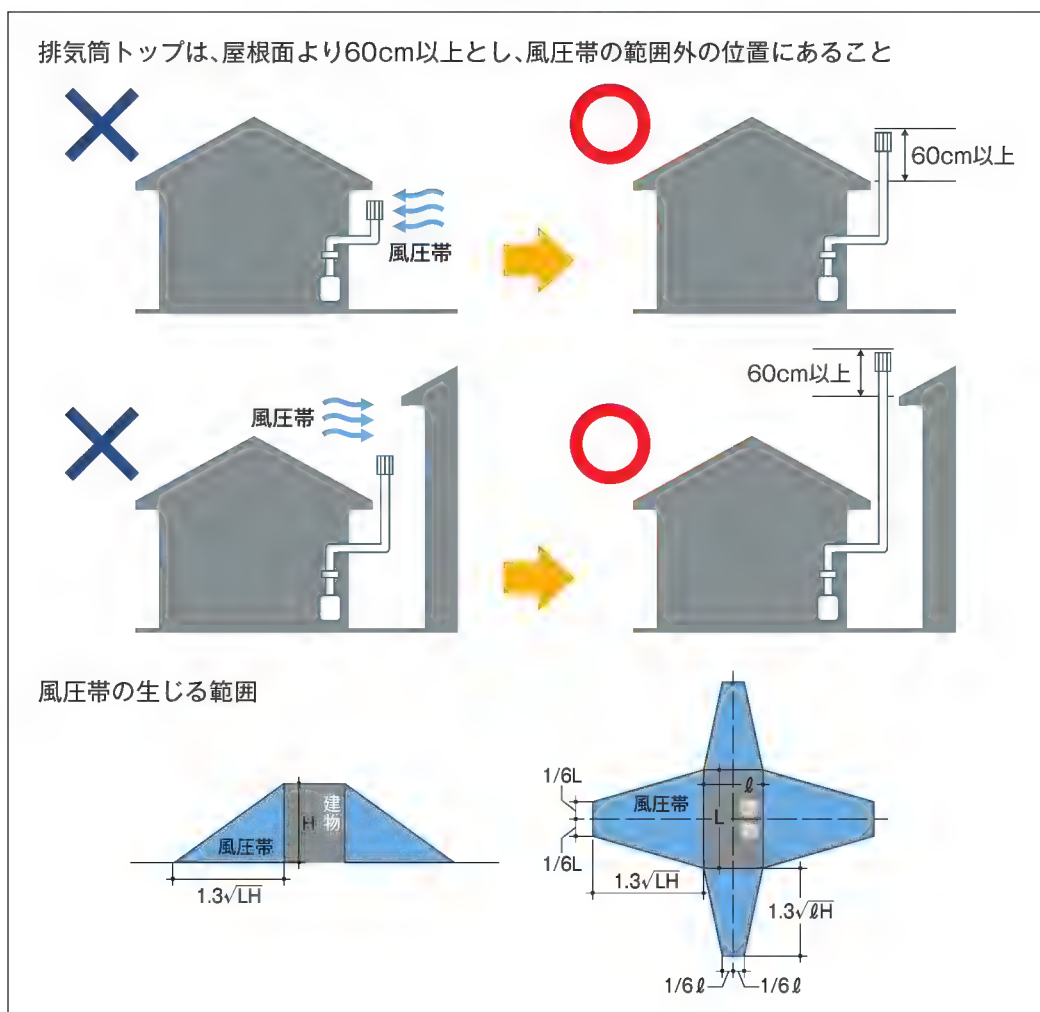 排気筒トップは、屋根面より60cm以上とし、風圧帯の範囲外の位置にあること
60cm以上
風圧帯
60cm以上
風圧帯
風圧帯の生じる範囲
建物
H
風圧帯
1.3√LH
1/6L
1/6L
風圧帯
ℓ
L
1.3√LH
1.3√ℓH
1/6ℓ
1/6ℓ